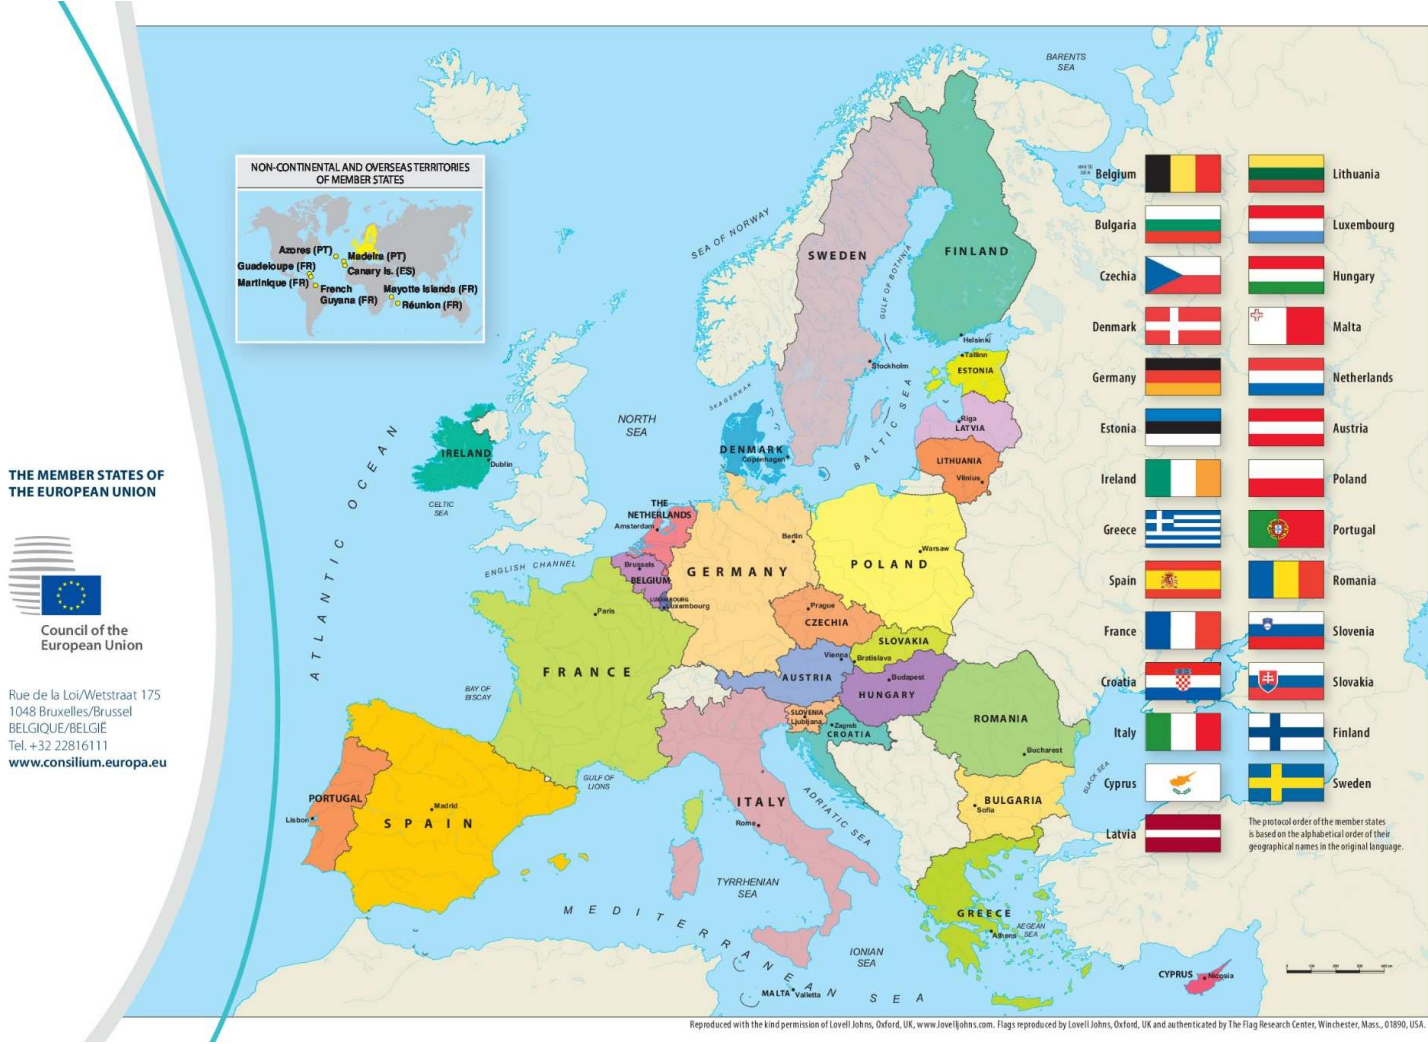 THE MEMBER STATES OF
THE EUROPEAN UNION
Council of the
European Union
Rue de la Loi/Wetstraat 175
1048 Bruxelles/Brussel
BELGIQUE/BELGIË
Tel. +32 22816111
www.consilium.europa.eu
NON-CONTINENTAL AND OVERSEAS TERRITORIES
OF MEMBER STATES
Azores (PT)
Madeira (PT)
Canary Is. (ES)
Guadeloupe (FR)
Martinique (FR)
French
Guyana (FR)
Mayotte Islands (FR)
Réunion (FR)
BARENTS
SEA
WHITE
SEA
SEA OF NORWAY
SWEDEN
FINLAND
GULF OF BOTHNIA
Helsinki
Tallinn
ESTONIA
Stockholm
SKAGERRAK
BALTIC SEA
Riga
LATVIA
LITHUANIA
Vilnius
NORTH
SEA
DENMARK
Copenhagen
IRELAND
Dublin
CELTIC
SEA
ATLANTIC OCEAN
THE
NETHERLANDS
Amsterdam
ENGLISH CHANNEL
Brussels
BELGIUM
LUXEMBOURG
Luxembourg
Berlin
GERMANY
Warsaw
POLAND
Prague
CZECHIA
SLOVAKIA
Vienna
Bratislava
AUSTRIA
Budapest
HUNGARY
Paris
FRANCE
BAY OF
BISCAY
SLOVENIA
Ljubljana
Zagreb
CROATIA
ROMANIA
Bucharest
BLACK SEA
BULGARIA
Sofia
GULF OF
LIONS
ADRIATIC SEA
ITALY
Rome
PORTUGAL
Lisbon
Madrid
SPAIN
TYRRHENIAN
SEA
MEDITERRANEAN SEA
IONIAN
SEA
GREECE
Athens
AEGEAN
SEA
MALTA
Valletta
CYPRUS
Nicosia
Belgium
Bulgaria
Czechia
Denmark
Germany
Estonia
Ireland
Greece
Spain
France
Croatia
Italy
Cyprus
Latvia
Lithuania
Luxembourg
Hungary
Malta
Netherlands
Austria
Poland
Portugal
Romania
Slovenia
Slovakia
Finland
Sweden
The protocol order of the member states
is based on the alphabetical order of their
geographical names in the original language.
Reproduced with the kind permission of Lovell Johns, Oxford, UK, www.lovelljohns.com. Flags reproduced by Lovell Johns, Oxford, UK and authenticated by The Flag Research Center, Winchester, Mass., 01890, USA.